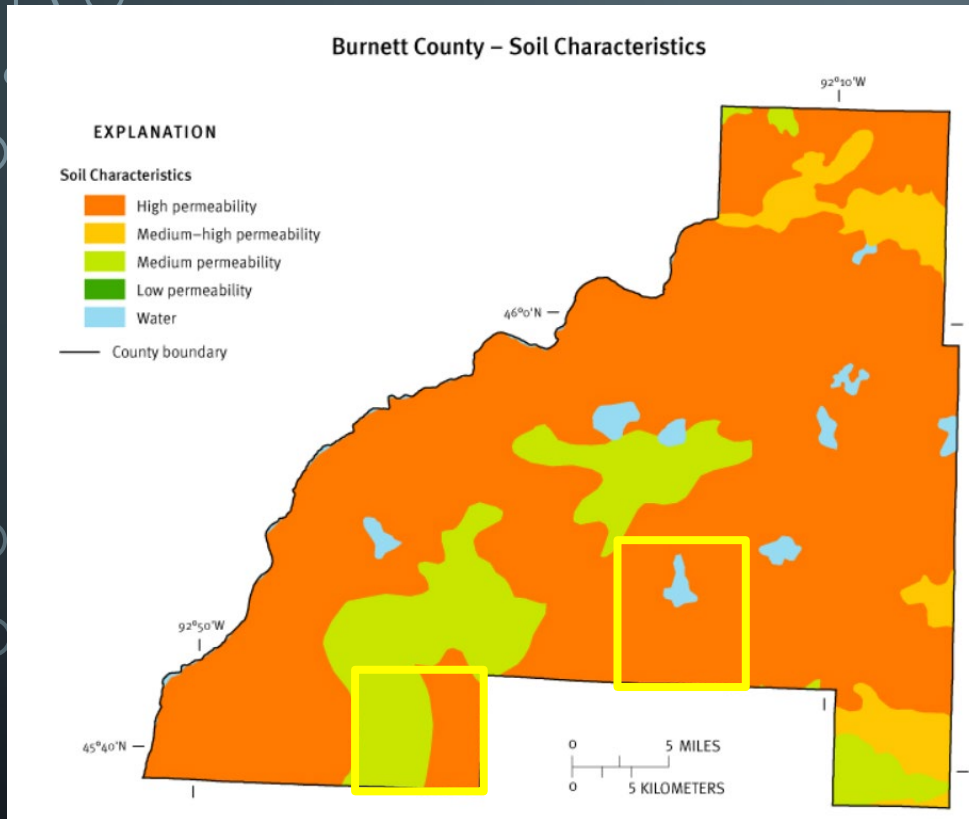 Burnett County – Soil Characteristics
92°10'W
EXPLANATION
Soil Characteristics
High permeability
Medium–high permeability
Medium permeability
Low permeability
Water
County boundary
46°0'N
92°50'W
45°40'N
0 5 MILES
0 5 KILOMETERS